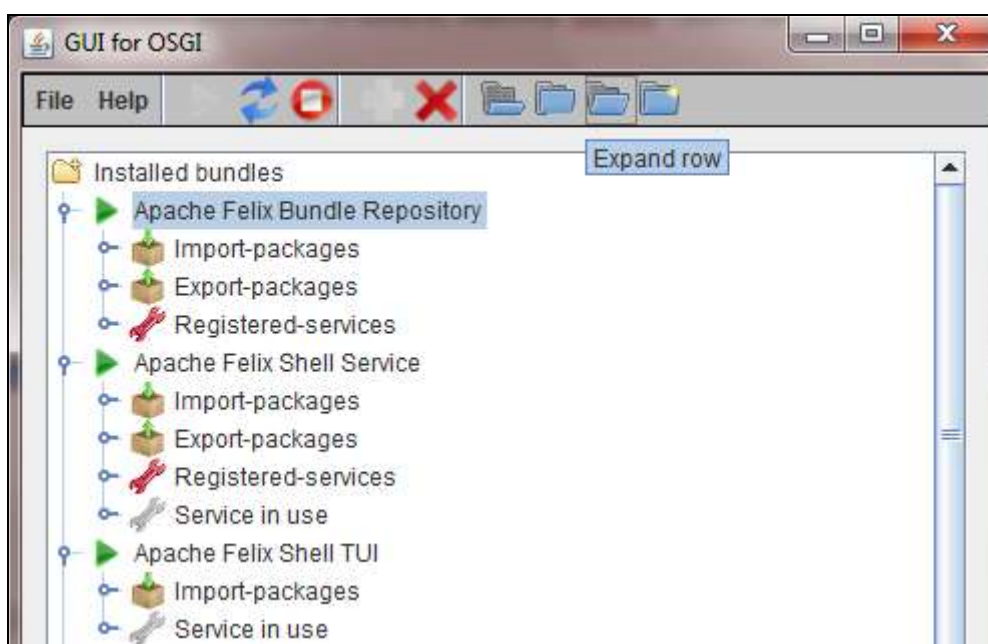 GUI for OSGI
File Help
Expand row
Installed bundles
Apache Felix Bundle Repository
Import-packages
Export-packages
Registered-services
Apache Felix Shell Service
Import-packages
Export-packages
Registered-services
Service in use
Apache Felix Shell TUI
Import-packages
Service in use